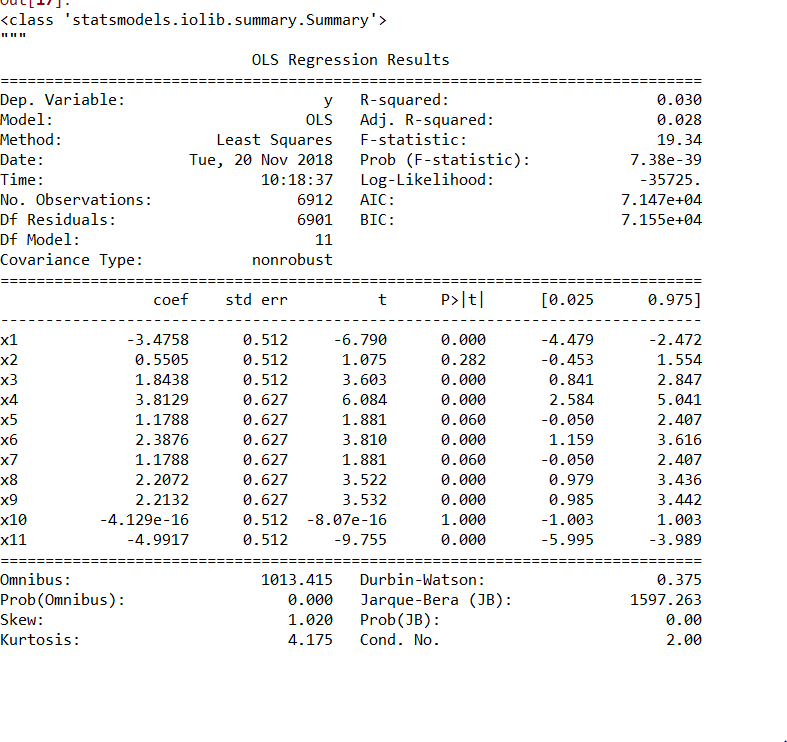 Out[17]:
<class 'statsmodels.iolib.summary.Summary'>
"""
                            OLS Regression Results
==============================================================================
Dep. Variable:                      y   R-squared:                       0.030
Model:                            OLS   Adj. R-squared:                  0.028
Method:                 Least Squares   F-statistic:                     19.34
Date:                Tue, 20 Nov 2018   Prob (F-statistic):           7.38e-39
Time:                        10:18:37   Log-Likelihood:                -35725.
No. Observations:                6912   AIC:                         7.147e+04
Df Residuals:                    6901   BIC:                         7.155e+04
Df Model:                          11
Covariance Type:            nonrobust
==============================================================================
                 coef    std err          t      P>|t|      [0.025      0.975]
------------------------------------------------------------------------------
x1            -3.4758      0.512     -6.790      0.000      -4.479      -2.472
x2             0.5505      0.512      1.075      0.282      -0.453       1.554
x3             1.8438      0.512      3.603      0.000       0.841       2.847
x4             3.8129      0.627      6.084      0.000       2.584       5.041
x5             1.1788      0.627      1.881      0.060      -0.050       2.407
x6             2.3876      0.627      3.810      0.000       1.159       3.616
x7             1.1788      0.627      1.881      0.060      -0.050       2.407
x8             2.2072      0.627      3.522      0.000       0.979       3.436
x9             2.2132      0.627      3.532      0.000       0.985       3.442
x10        -4.129e-16      0.512  -8.07e-16      1.000      -1.003       1.003
x11           -4.9917      0.512     -9.755      0.000      -5.995      -3.989
==============================================================================
Omnibus:                     1013.415   Durbin-Watson:                   0.375
Prob(Omnibus):                  0.000   Jarque-Bera (JB):             1597.263
Skew:                           1.020   Prob(JB):                         0.00
Kurtosis:                       4.175   Cond. No.                         2.00